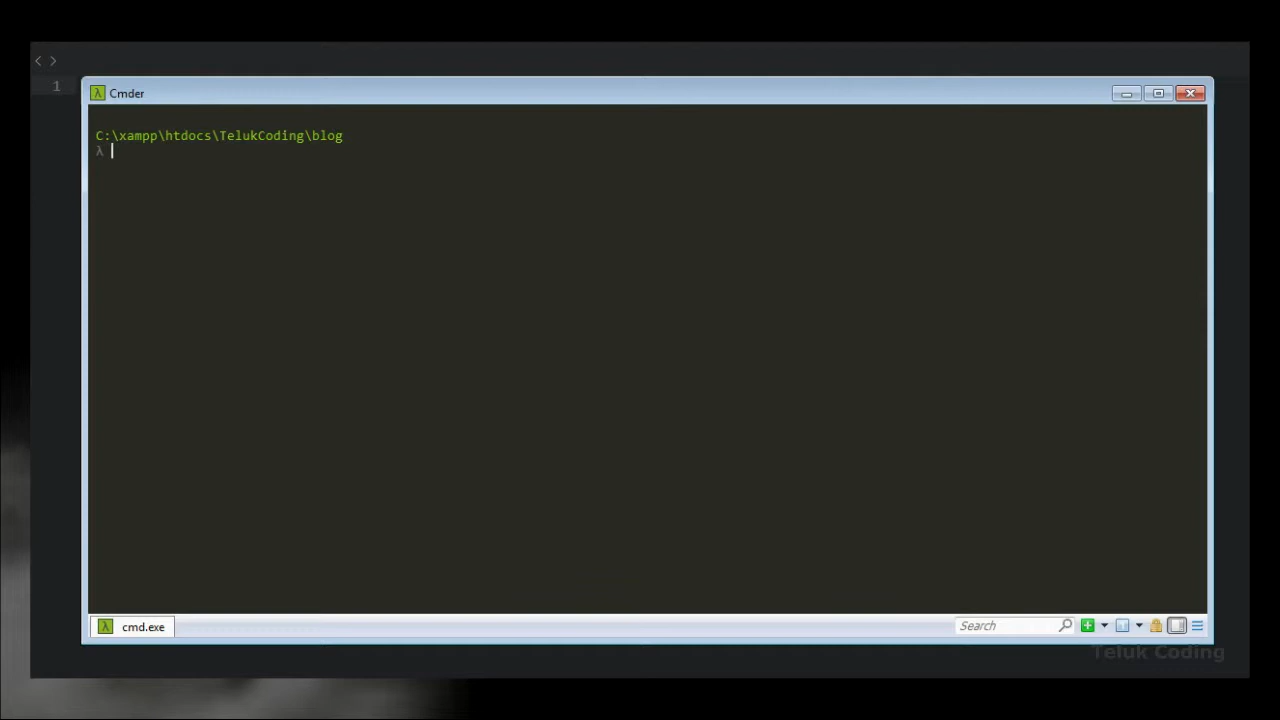 < >
1
λ Cmder
C:\xampp\htdocs\TelukCoding\blog
λ
λ cmd.exe
Search
Teluk Coding